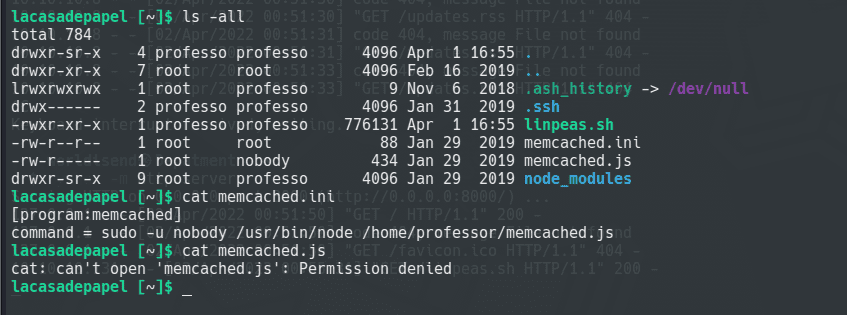 lacasadepapel [~]$ ls -all
total 784
drwxr-sr-x 4 professo professo 4096 Apr 1 16:55 .
drwxr-xr-x 7 root root 4096 Feb 16 2019 ..
lrwxrwxrwx 1 root professo 9 Nov 6 2018 .ash_history -> /dev/null
drwx------ 2 professo professo 4096 Jan 31 2019 .ssh
-rwxr-xr-x 1 professo professo 776131 Apr 1 16:55 linpeas.sh
-rw-r--r-- 1 root root 88 Jan 29 2019 memcached.ini
-rw-r----- 1 root nobody 434 Jan 29 2019 memcached.js
drwxr-sr-x 9 root professo 4096 Jan 29 2019 node_modules
lacasadepapel [~]$ cat memcached.ini
[program:memcached]
command = sudo -u nobody /usr/bin/node /home/professor/memcached.js
lacasadepapel [~]$ cat memcached.js
cat: can't open 'memcached.js': Permission denied
lacasadepapel [~]$ _